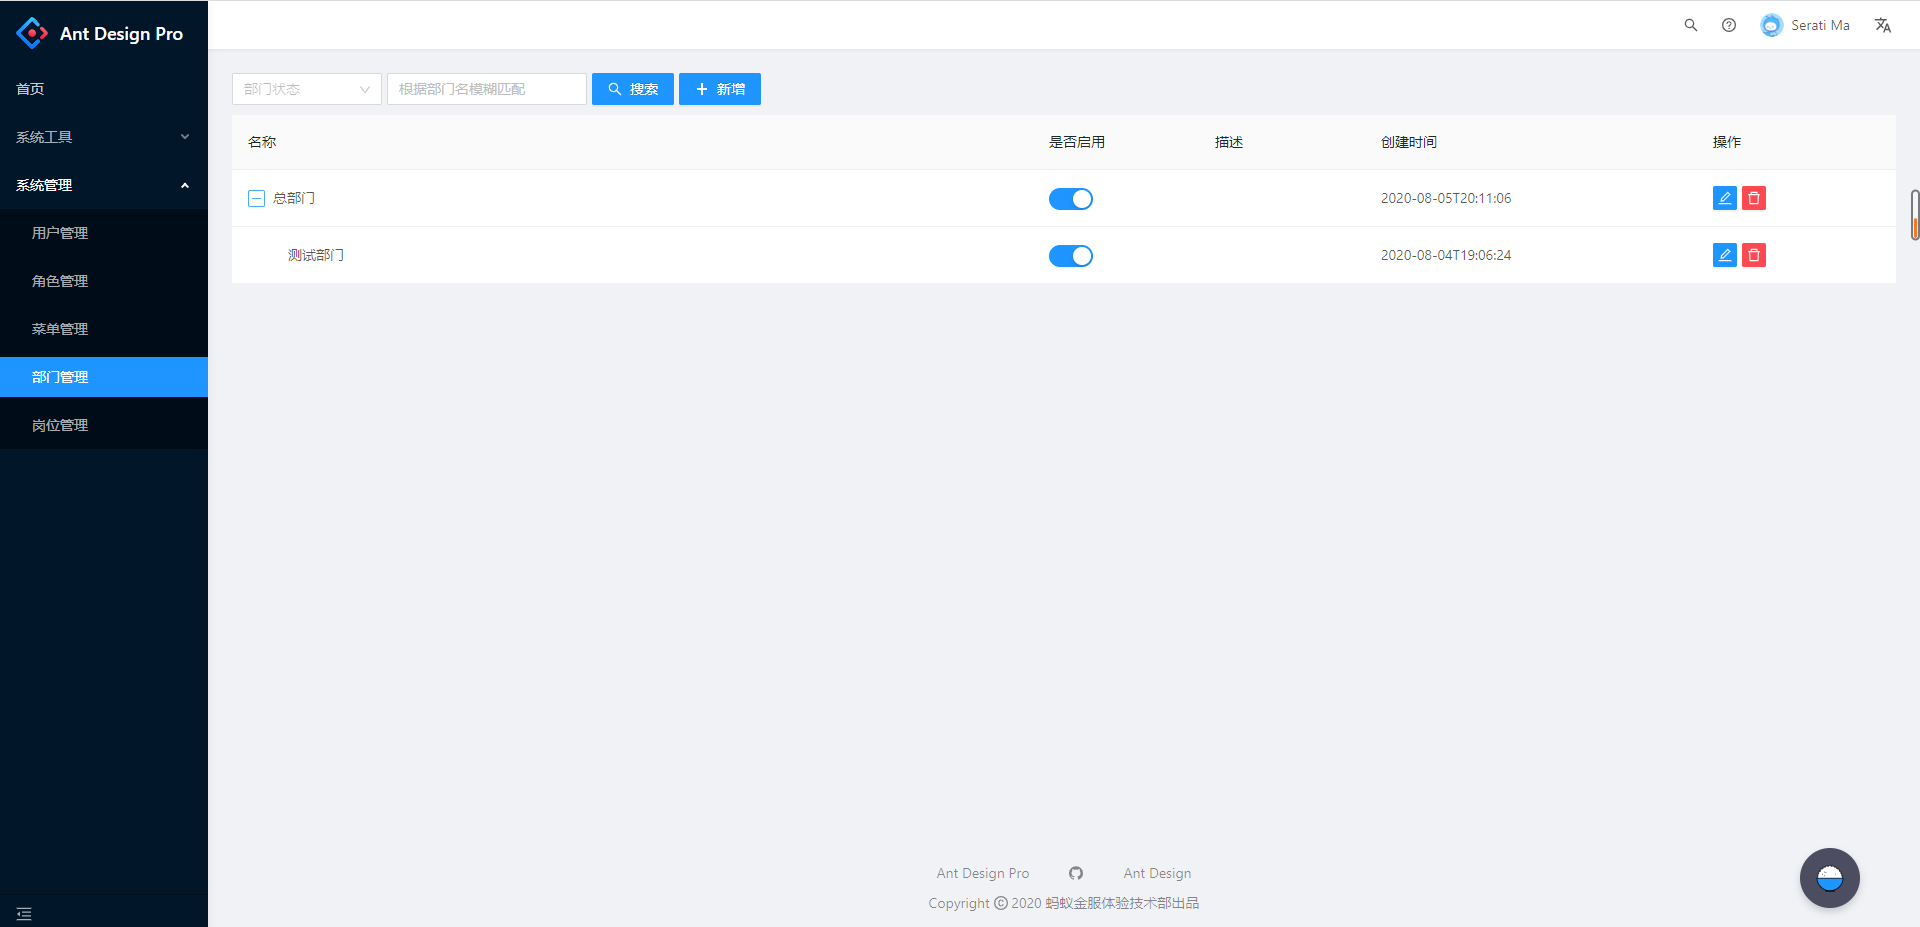 Ant Design Pro
首页
系统工具
系统管理
用户管理
角色管理
菜单管理
部门管理
岗位管理
Serati Ma
部门状态 根据部门名模糊匹配 搜索 新增
名称 是否启用 描述 创建时间 操作
总部门 2020-08-05T20:11:06
测试部门 2020-08-04T19:06:24
Ant Design Pro Ant Design
Copyright © 2020 蚂蚁金服体验技术部出品